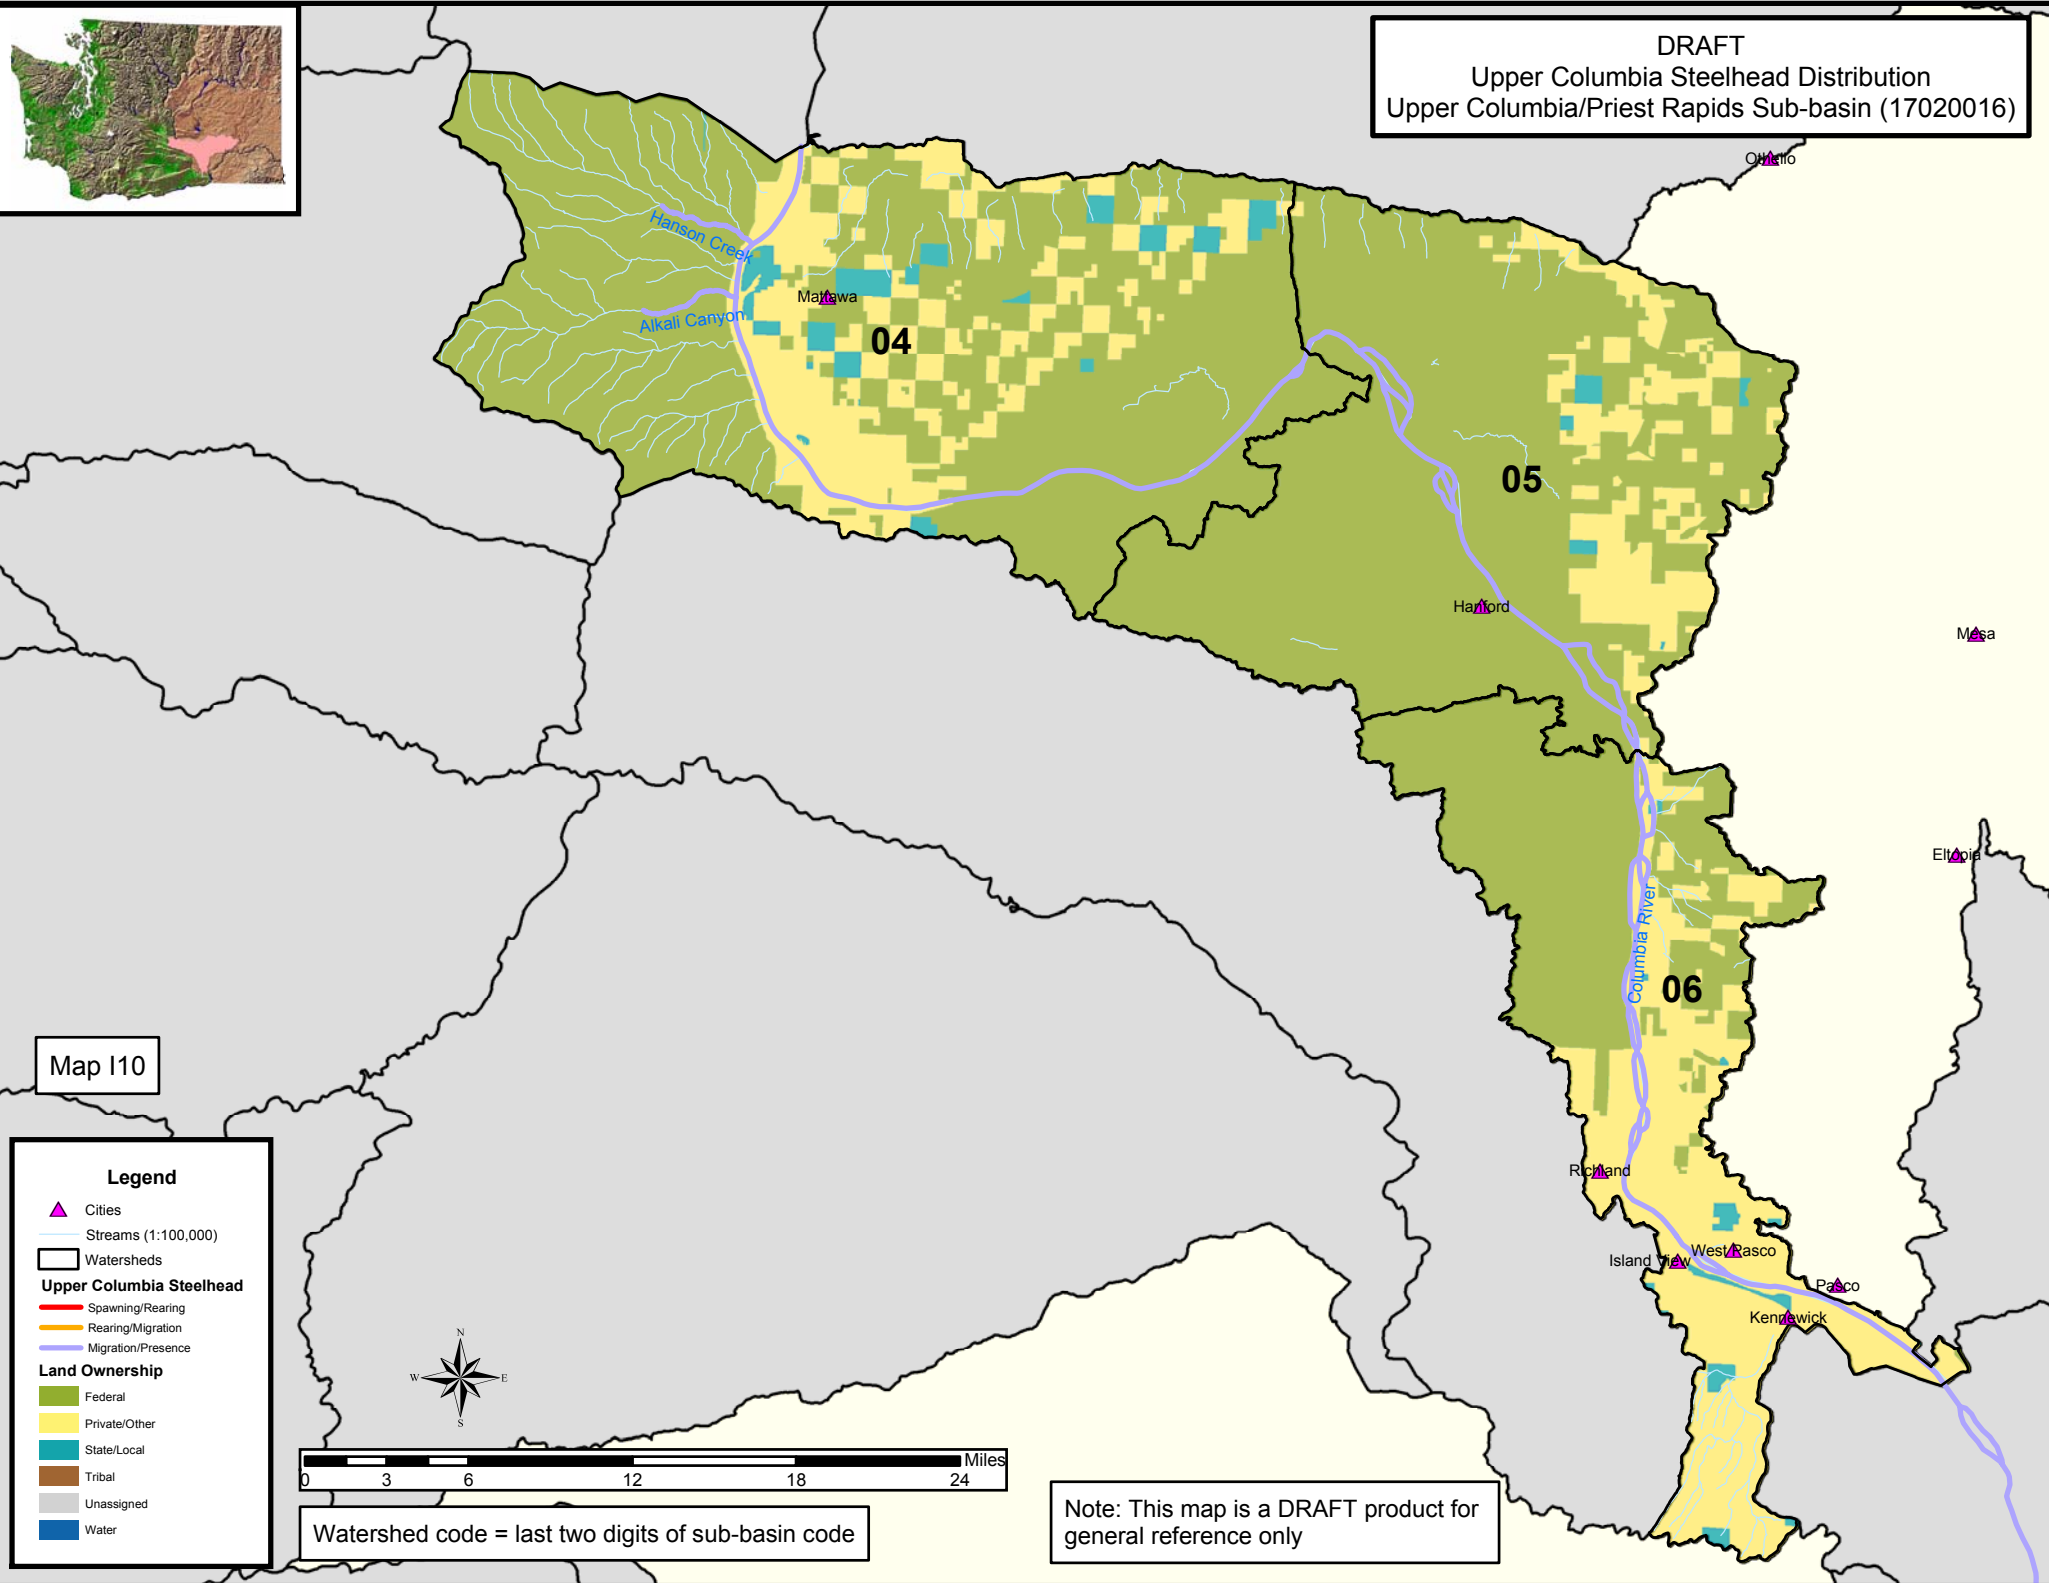 DRAFT
Upper Columbia Steelhead Distribution
Upper Columbia/Priest Rapids Sub-basin (17020016)
Othello
Hanson Creek
Mattawa
Alkali Canyon
04
05
Hanford
Mesa
Eltopia
Columbia River
06
Map I10
Richland
West Pasco
Island View
Pasco
Kennewick
Legend
Cities
Streams (1:100,000)
Watersheds
Upper Columbia Steelhead
Spawning/Rearing
Rearing/Migration
Migration/Presence
Land Ownership
Federal
Private/Other
State/Local
Tribal
Unassigned
Water
N
W E
S
Miles
0 3 6 12 18 24
Watershed code = last two digits of sub-basin code
Note: This map is a DRAFT product for
general reference only